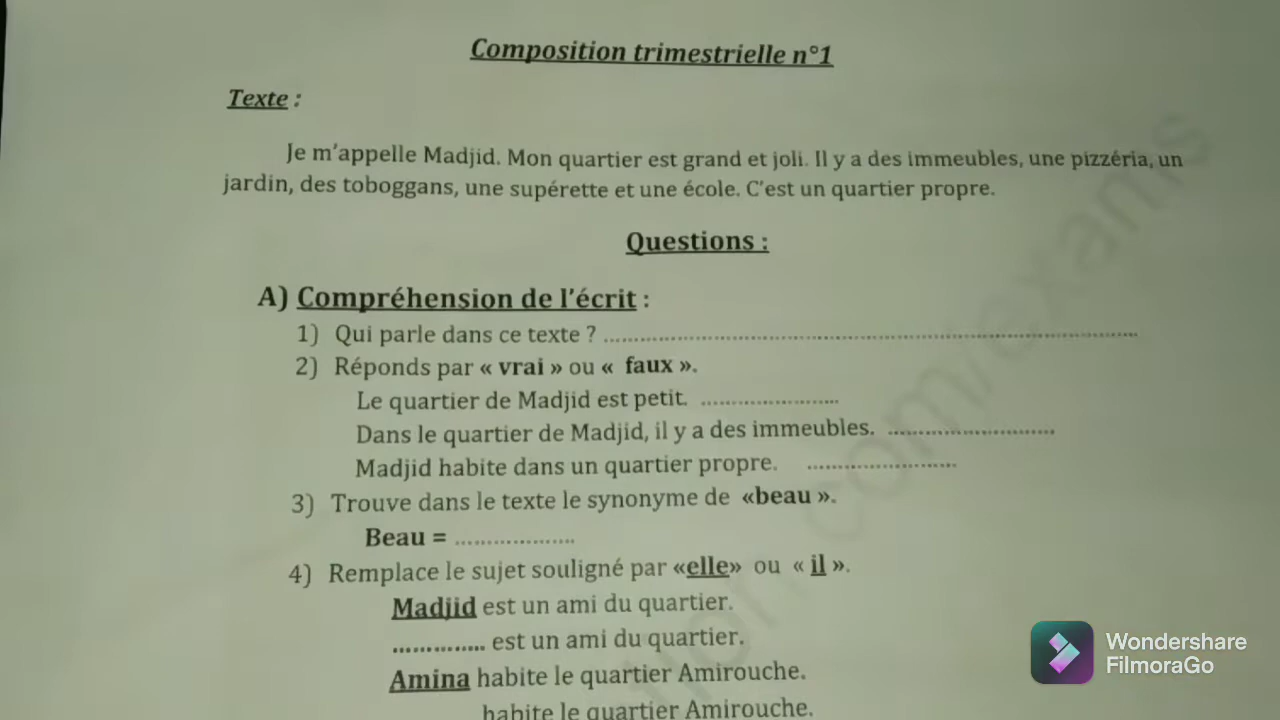 Composition trimestrielle n°1
Texte :
Je m'appelle Madjid. Mon quartier est grand et joli. Il y a des immeubles, une pizzéria, un
jardin, des toboggans, une supérette et une école. C'est un quartier propre.
Questions :
A) Compréhension de l'écrit :
1) Qui parle dans ce texte ? ..........................................................................................
2) Réponds par « vrai » ou « faux ».
Le quartier de Madjid est petit. .......................
Dans le quartier de Madjid, il y a des immeubles. ...........................
Madjid habite dans un quartier propre. .........................
3) Trouve dans le texte le synonyme de «beau ».
Beau = ....................
4) Remplace le sujet souligné par «elle» ou « il ».
Madjid est un ami du quartier.
.............. est un ami du quartier.
Amina habite le quartier Amirouche.
habite le quartier Amirouche.
com/exams
Wondershare
FilmoraGo